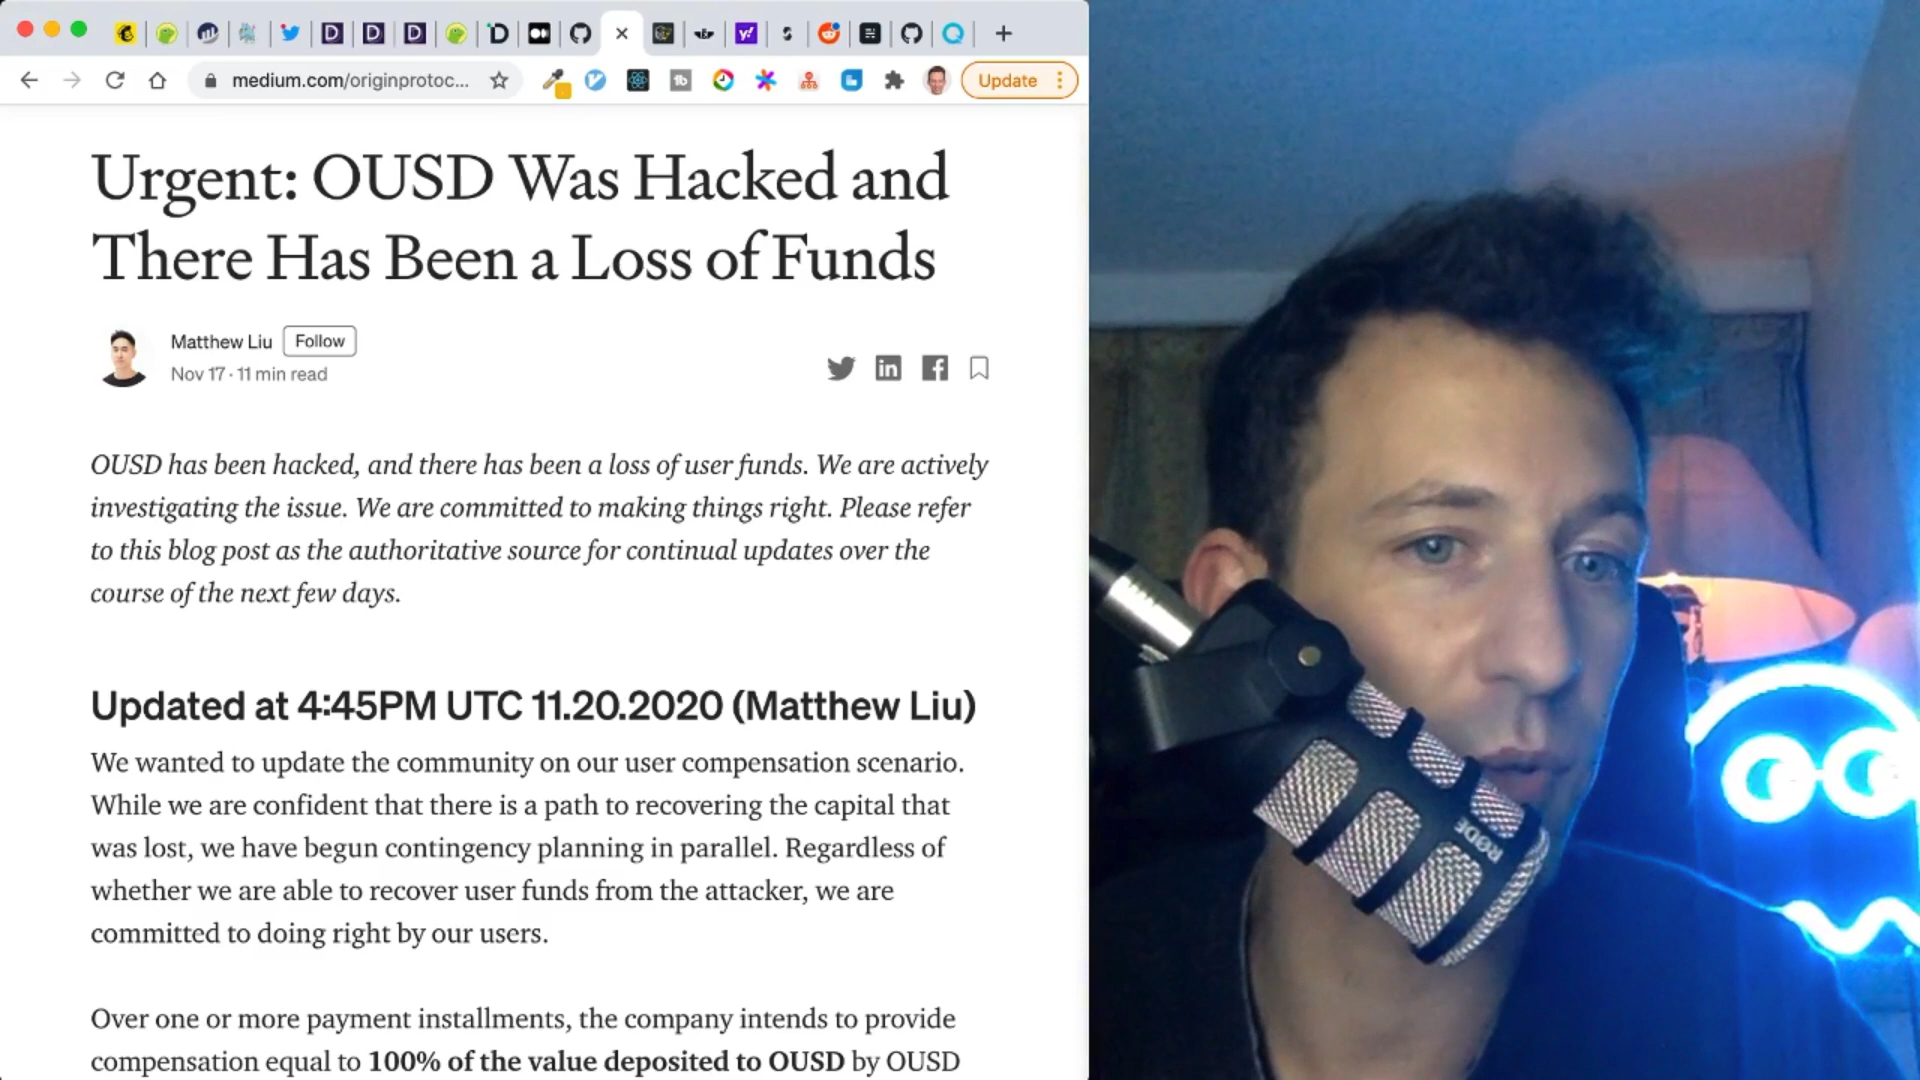 medium.com/originprotoc...
Update
Urgent: OUSD Was Hacked and
There Has Been a Loss of Funds
Matthew Liu Follow
Nov 17 · 11 min read
OUSD has been hacked, and there has been a loss of user funds. We are actively
investigating the issue. We are committed to making things right. Please refer
to this blog post as the authoritative source for continual updates over the
course of the next few days.
Updated at 4:45PM UTC 11.20.2020 (Matthew Liu)
We wanted to update the community on our user compensation scenario.
While we are confident that there is a path to recovering the capital that
was lost, we have begun contingency planning in parallel. Regardless of
whether we are able to recover user funds from the attacker, we are
committed to doing right by our users.
Over one or more payment installments, the company intends to provide
compensation equal to 100% of the value deposited to OUSD by OUSD
RØDE